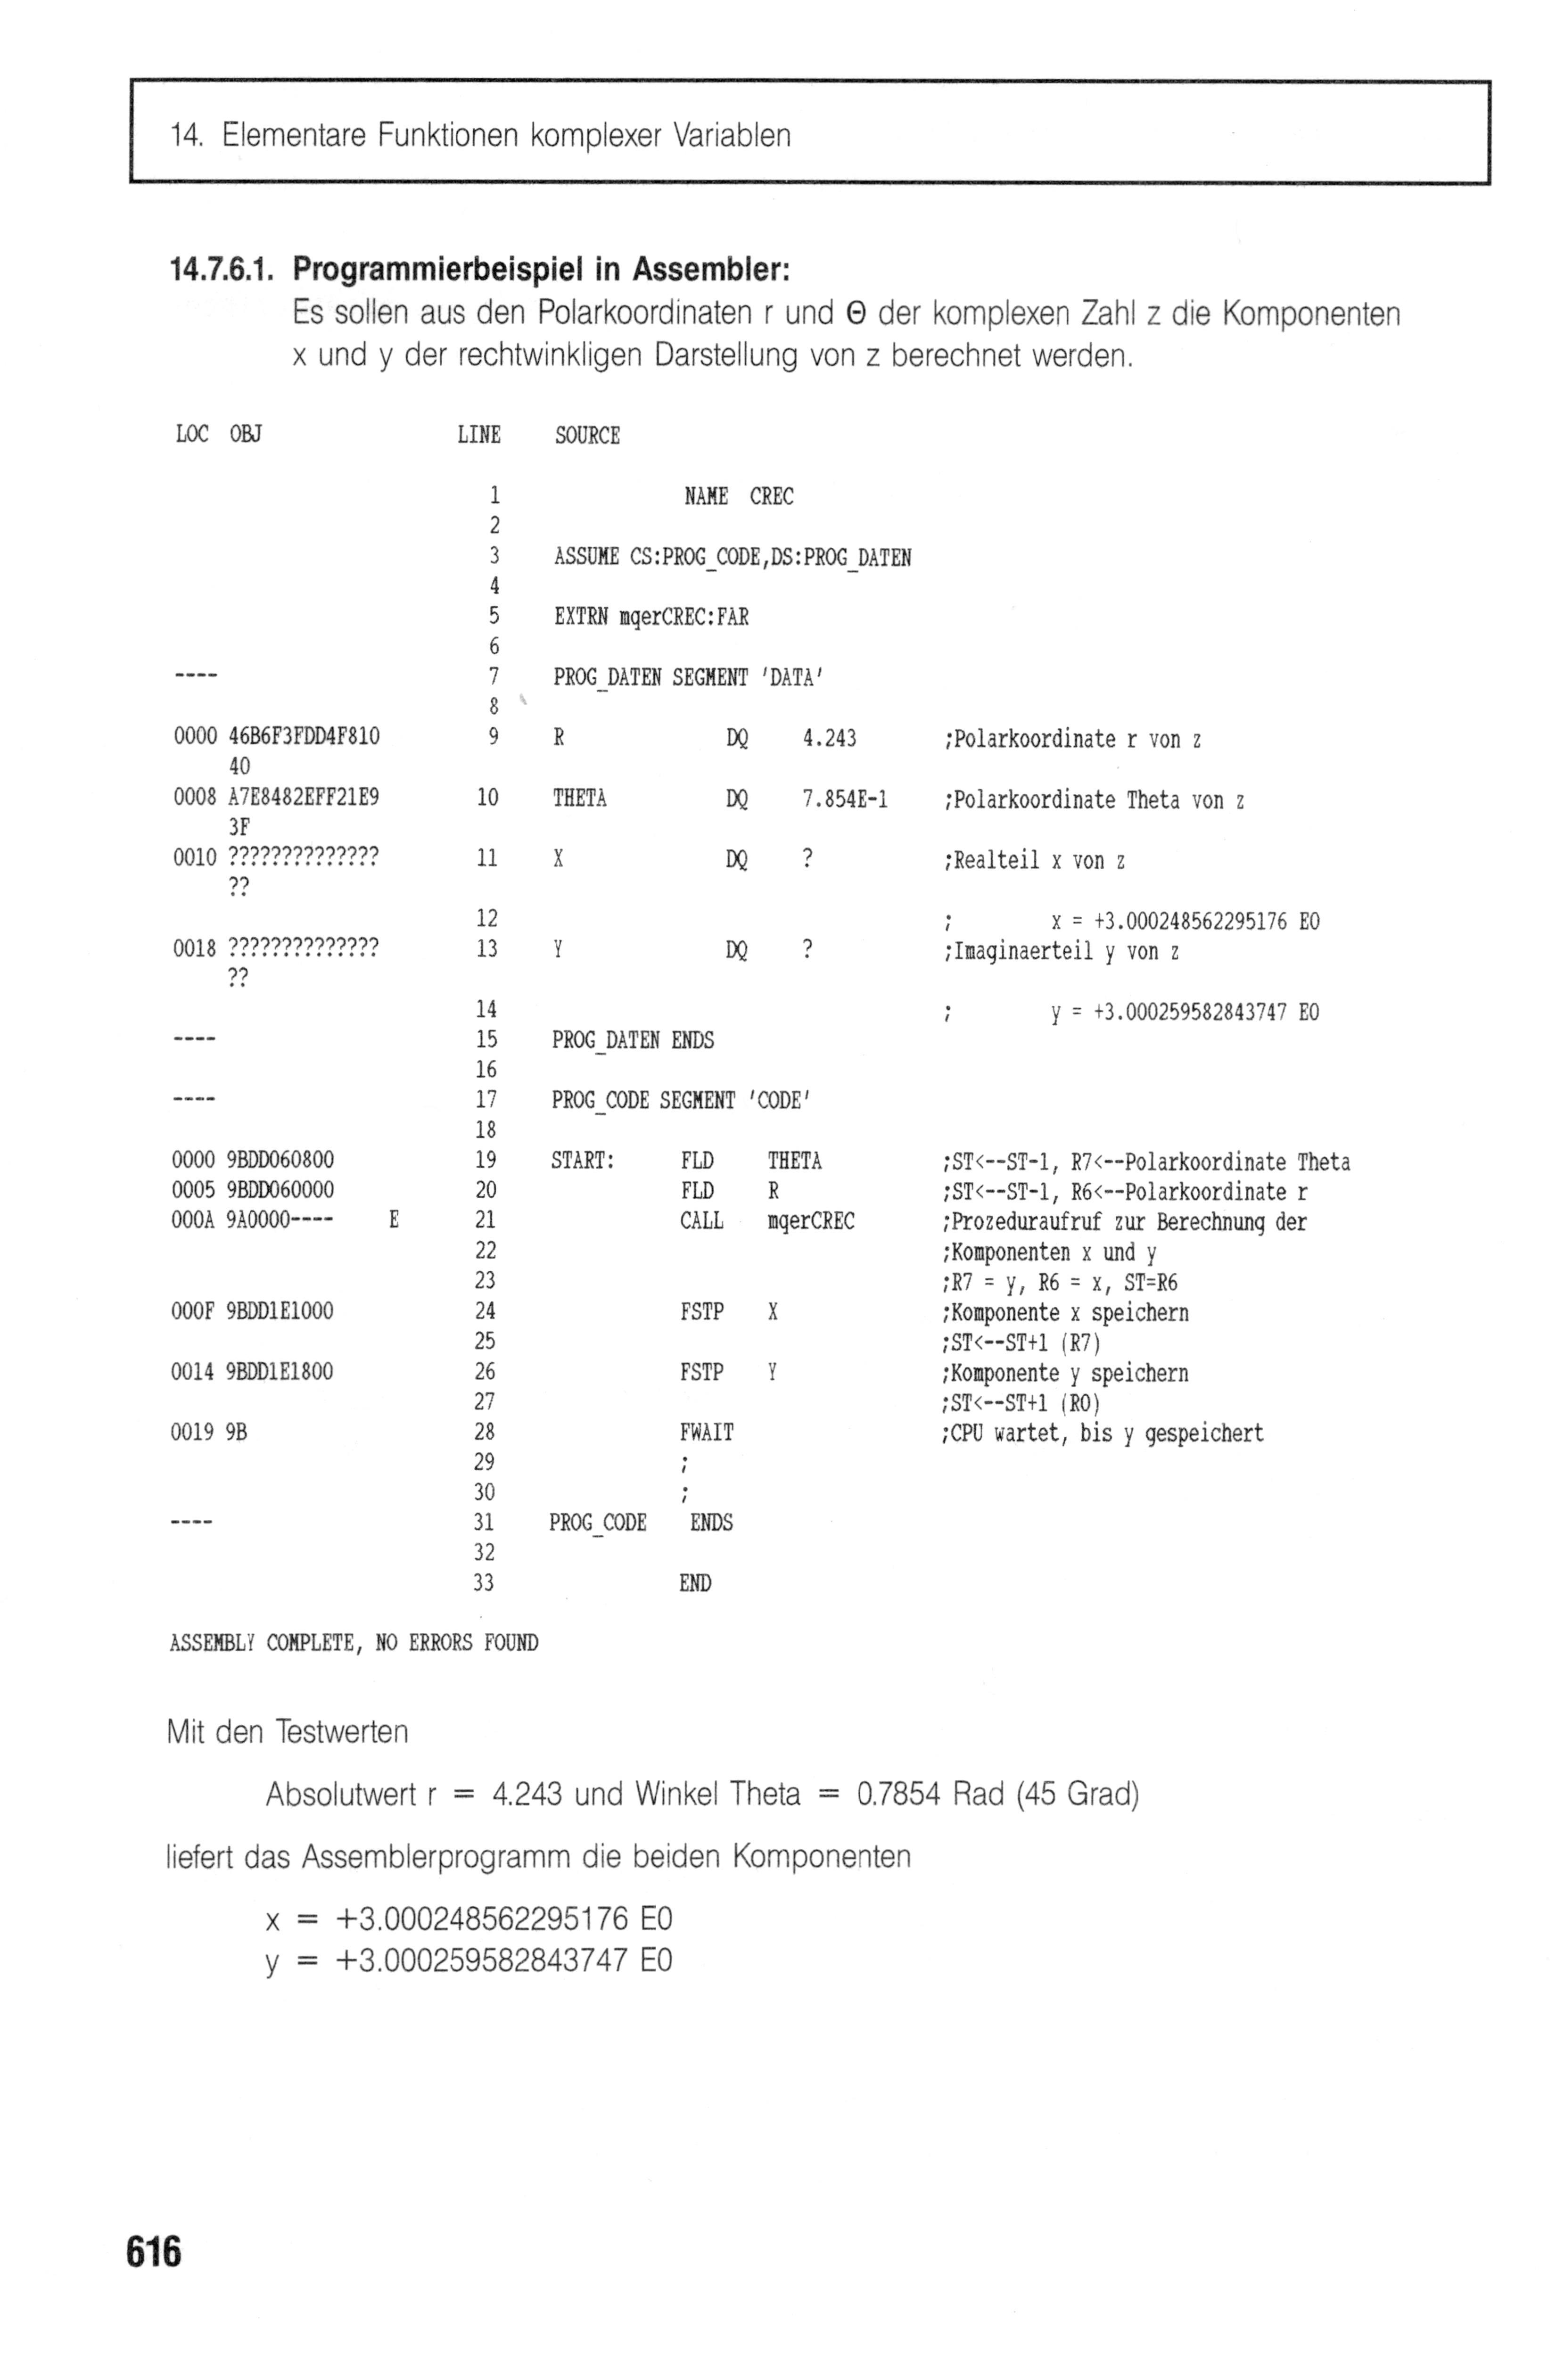 14. Elementare Funktionen komplexer Variablen
14.7.6.1. Programmierbeispiel in Assembler:
Es sollen aus den Polarkoordinaten r und Θ der komplexen Zahl z die Komponenten
x und y der rechtwinkligen Darstellung von z berechnet werden.
LOC OBJ LINE SOURCE
1 NAME CREC
2
3 ASSUME CS:PROG_CODE,DS:PROG_DATEN
4
5 EXTRN mqerCREC:FAR
6
---- 7 PROG_DATEN SEGMENT 'DATA'
8
0000 46B6F3FDD4F810 9 R DQ 4.243 ;Polarkoordinate r von z
40
0008 A7E8482EFF21E9 10 THETA DQ 7.854E-1 ;Polarkoordinate Theta von z
3F
0010 ?????????????? 11 X DQ ? ;Realteil x von z
??
12 ; x = +3.000248562295176 E0
0018 ?????????????? 13 Y DQ ? ;Imaginaerteil y von z
??
14 ; y = +3.000259582843747 E0
---- 15 PROG_DATEN ENDS
16
---- 17 PROG_CODE SEGMENT 'CODE'
18
0000 9BDD060800 19 START: FLD THETA ;ST<--ST-1, R7<--Polarkoordinate Theta
0005 9BDD060000 20 FLD R ;ST<--ST-1, R6<--Polarkoordinate r
000A 9A0000---- E 21 CALL mqerCREC ;Prozeduraufruf zur Berechnung der
22 ;Komponenten x und y
23 ;R7 = y, R6 = x, ST=R6
000F 9BDD1E1000 24 FSTP X ;Komponente x speichern
25 ;ST<--ST+1 (R7)
0014 9BDD1E1800 26 FSTP Y ;Komponente y speichern
27 ;ST<--ST+1 (R0)
0019 9B 28 FWAIT ;CPU wartet, bis y gespeichert
29 ;
30 ;
---- 31 PROG_CODE ENDS
32
33 END
ASSEMBLY COMPLETE, NO ERRORS FOUND
Mit den Testwerten
Absolutwert r = 4.243 und Winkel Theta = 0.7854 Rad (45 Grad)
liefert das Assemblerprogramm die beiden Komponenten
x = +3.000248562295176 E0
y = +3.000259582843747 E0
616